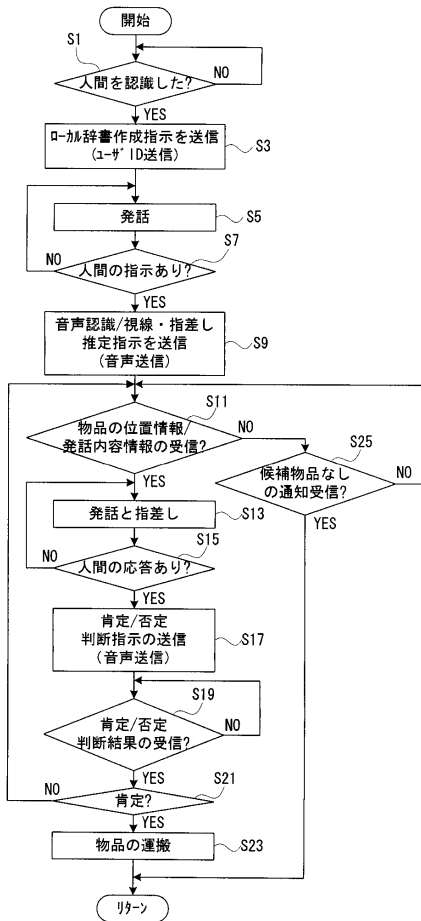 開始
S1
人間を認識した?
NO
YES
ﾛｰｶﾙ辞書作成指示を送信
(ﾕｰｻﾞID送信)
S3
発話
S5
S7
NO
人間の指示あり?
YES
音声認識/視線・指差し
推定指示を送信
(音声送信)
S9
S11
物品の位置情報/
発話内容情報の受信?
NO
S25
YES
候補物品なし
の通知受信?
NO
YES
発話と指差し
S13
S15
NO
人間の応答あり?
YES
肯定/否定
判断指示の送信
(音声送信)
S17
S19
肯定/否定
判断結果の受信?
NO
YES
S21
NO
肯定?
YES
物品の運搬
S23
ﾘﾀｰﾝ